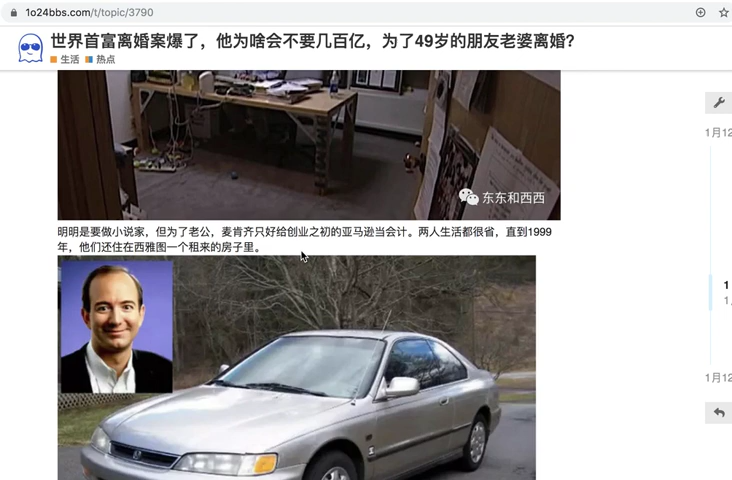 1o24bbs.com/t/topic/3790
世界首富离婚案爆了，他为啥会不要几百亿，为了49岁的朋友老婆离婚？
生活 热点
东东和西西
明明是要做小说家，但为了老公，麦肯齐只好给创业之初的亚马逊当会计。两人生活都很省，直到1999
年，他们还住在西雅图一个租来的房子里。
1月12
1
1月12